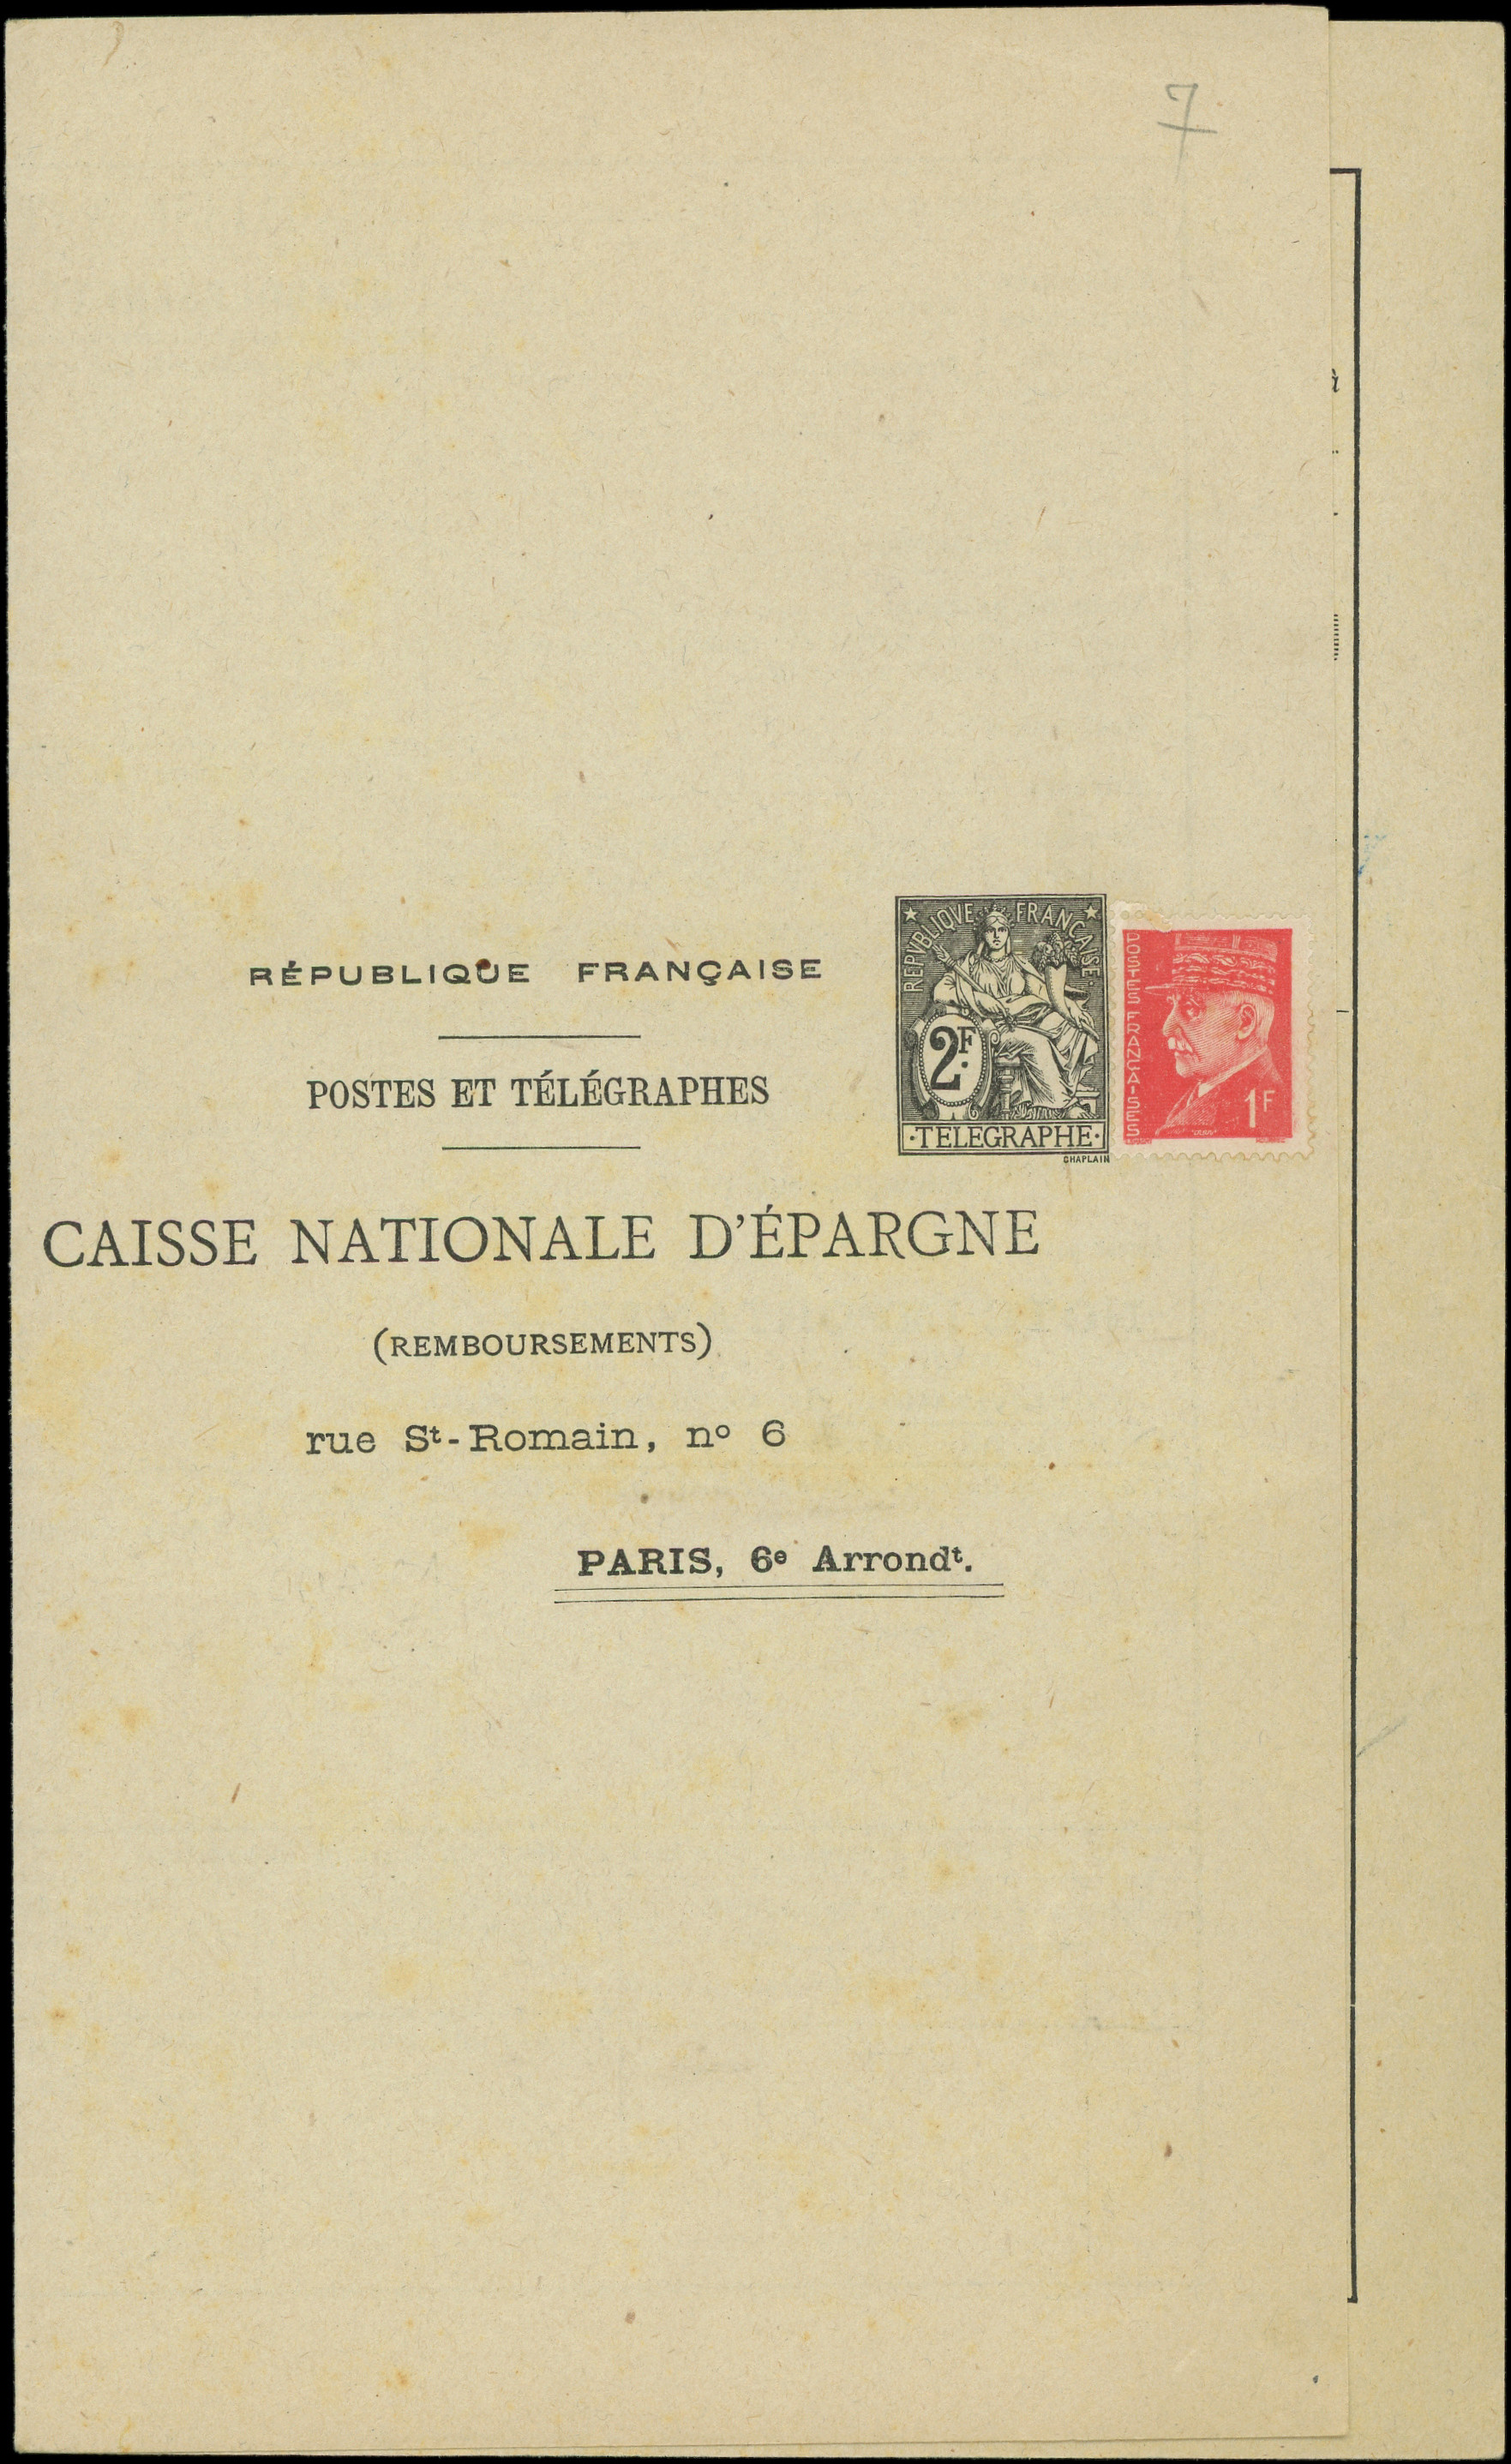 7
RÉPUBLIQUE FRANÇAISE
POSTES ET TÉLÉGRAPHES
REPVBLIQVE FRANÇAISE
2F.
·TELEGRAPHE·
CHAPLAIN
POSTES FRANÇAISES
1F
CAISSE NATIONALE D'ÉPARGNE
(REMBOURSEMENTS)
rue St-Romain, no 6
PARIS, 6e Arrondt.